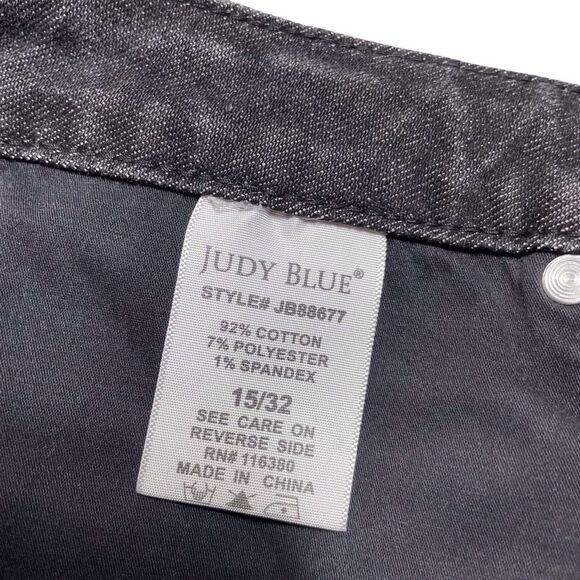 JUDY BLUE®
STYLE# JB88677
92% COTTON
7% POLYESTER
1% SPANDEX
15/32
SEE CARE ON
REVERSE SIDE
RN# 116380
MADE IN CHINA